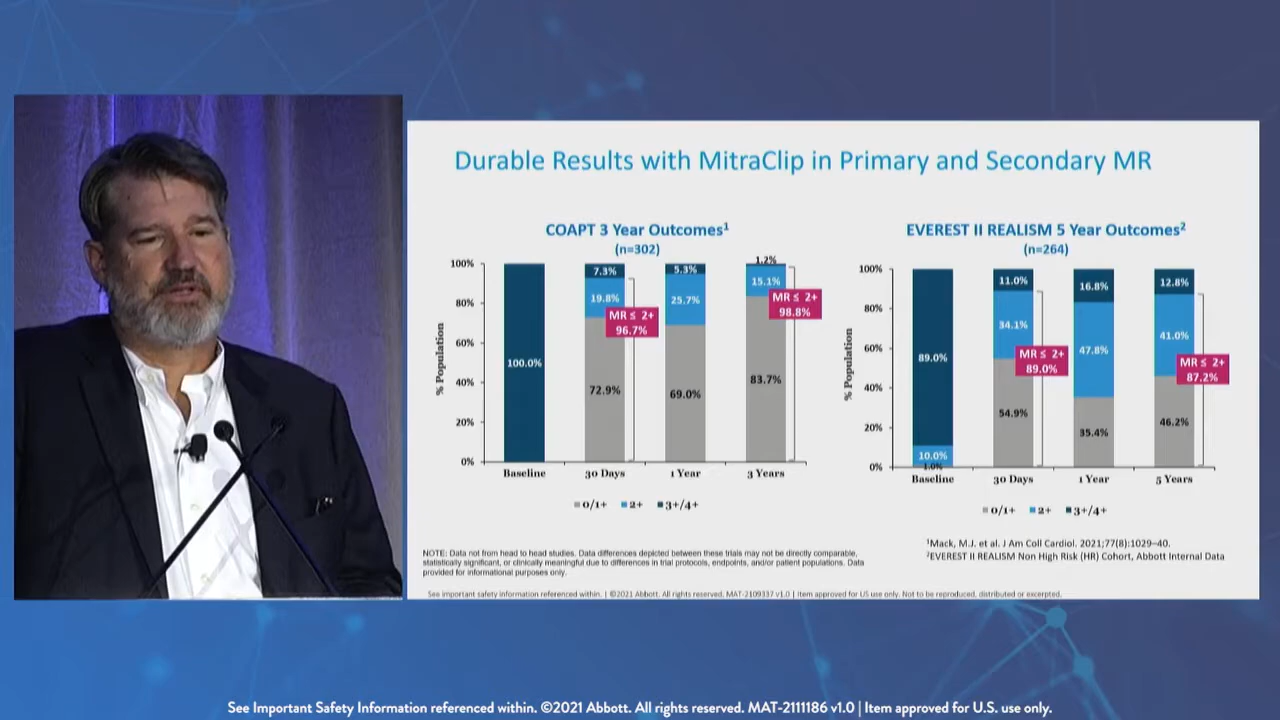 Durable Results with MitraClip in Primary and Secondary MR
COAPT 3 Year Outcomes1
(n=302)
% Population
100%
80%
60%
40%
20%
0%
100.0%
7.3%
19.8%
72.9%
MR ≤ 2+
96.7%
5.3%
25.7%
69.0%
1.2%
15.1%
83.7%
MR ≤ 2+
98.8%
Baseline
30 Days
1 Year
3 Years
0/1+ 2+ 3+/4+
EVEREST II REALISM 5 Year Outcomes2
(n=264)
% Population
100%
80%
60%
40%
20%
0%
89.0%
10.0%
1.0%
11.0%
34.1%
54.9%
MR ≤ 2+
89.0%
16.8%
47.8%
35.4%
12.8%
41.0%
46.2%
MR ≤ 2+
87.2%
Baseline
30 Days
1 Year
5 Years
0/1+ 2+ 3+/4+
NOTE: Data not from head to head studies. Data differences depicted between these trials may not be directly comparable,
statistically significant, or clinically meaningful due to differences in trial protocols, endpoints, and/or patient populations. Data
provided for informational purposes only.
1Mack, M.J. et al. J Am Coll Cardiol. 2021;77(8):1029–40.
2EVEREST II REALISM Non High Risk (HR) Cohort, Abbott Internal Data
See important safety information referenced within. | ©2021 Abbott. All rights reserved. MAT-2109337 v1.0 | Item approved for US use only. Not to be reproduced, distributed or excerpted.
See Important Safety Information referenced within. ©2021 Abbott. All rights reserved. MAT-2111186 v1.0 | Item approved for U.S. use only.